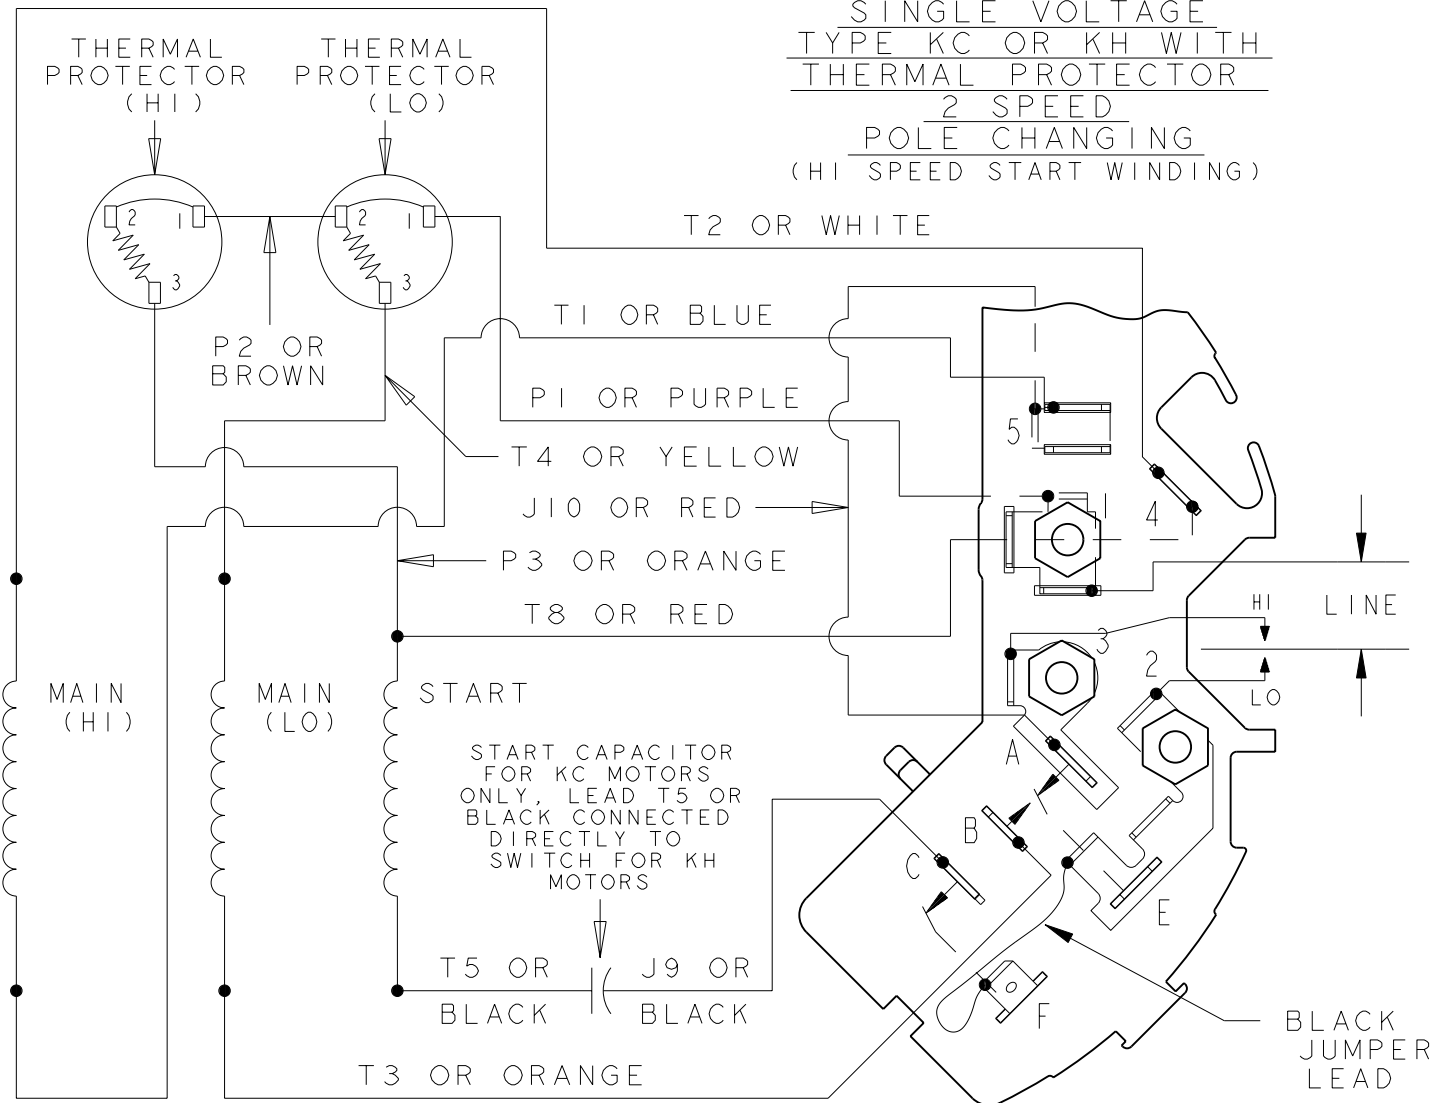 SINGLE VOLTAGE
TYPE KC OR KH WITH
THERMAL PROTECTOR
2 SPEED
POLE CHANGING
(HI SPEED START WINDING)
THERMAL
PROTECTOR
(HI)
THERMAL
PROTECTOR
(LO)
2
1
3
2
1
3
T2 OR WHITE
P2 OR
BROWN
T1 OR BLUE
P1 OR PURPLE
T4 OR YELLOW
J10 OR RED
P3 OR ORANGE
T8 OR RED
5
4
1
HI
LINE
3
2
LO
MAIN
(HI)
MAIN
(LO)
START
A
B
C
E
F
START CAPACITOR
FOR KC MOTORS
ONLY, LEAD T5 OR
BLACK CONNECTED
DIRECTLY TO
SWITCH FOR KH
MOTORS
T5 OR
BLACK
J9 OR
BLACK
T3 OR ORANGE
BLACK
JUMPER
LEAD